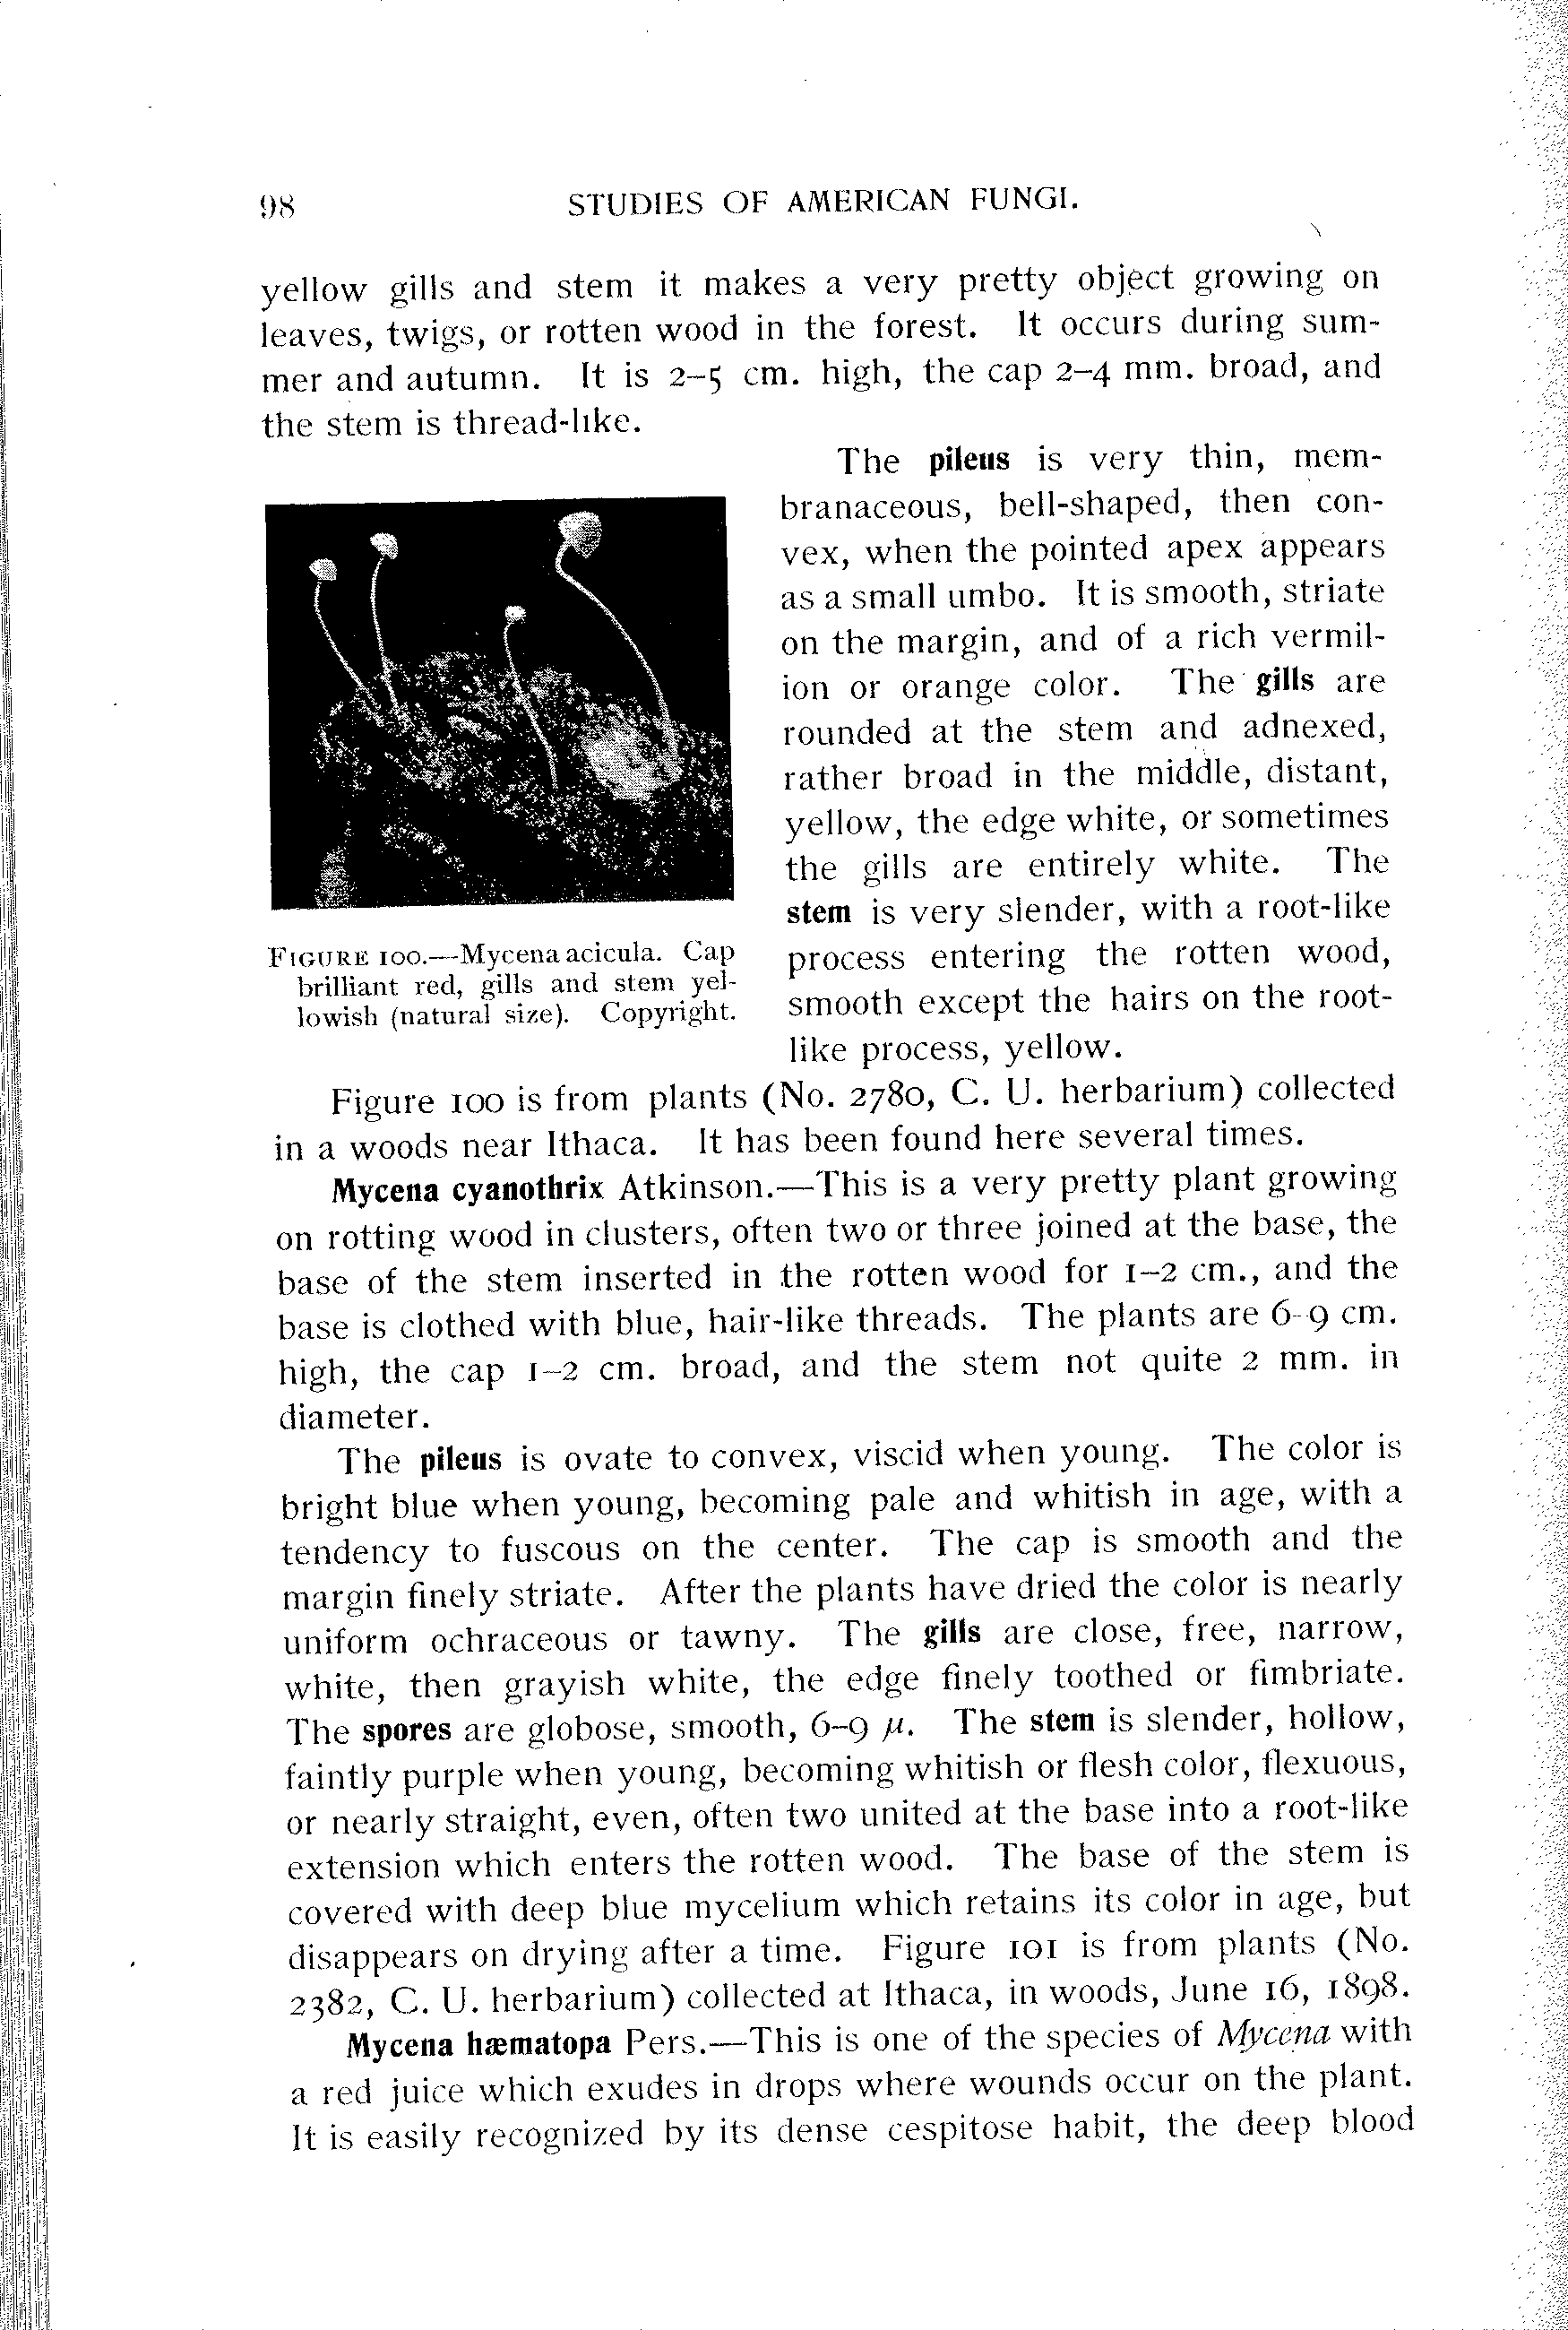 98 STUDIES OF AMERICAN FUNGI.
yellow gills and stem it makes a very pretty object growing on
leaves, twigs, or rotten wood in the forest. It occurs during sum-
mer and autumn. It is 2–5 cm. high, the cap 2–4 mm. broad, and
the stem is thread-like.
The pileus is very thin, mem-
branaceous, bell-shaped, then con-
vex, when the pointed apex appears
as a small umbo. It is smooth, striate
on the margin, and of a rich vermil-
ion or orange color. The gills are
rounded at the stem and adnexed,
rather broad in the middle, distant,
yellow, the edge white, or sometimes
the gills are entirely white. The
stem is very slender, with a root-like
process entering the rotten wood,
smooth except the hairs on the root-
like process, yellow.
FIGURE 100.—Mycena acicula. Cap
brilliant red, gills and stem yel-
lowish (natural size). Copyright.
Figure 100 is from plants (No. 2780, C. U. herbarium) collected
in a woods near Ithaca. It has been found here several times.
Mycena cyanothrix Atkinson.—This is a very pretty plant growing
on rotting wood in clusters, often two or three joined at the base, the
base of the stem inserted in the rotten wood for 1–2 cm., and the
base is clothed with blue, hair-like threads. The plants are 6–9 cm.
high, the cap 1–2 cm. broad, and the stem not quite 2 mm. in
diameter.
The pileus is ovate to convex, viscid when young. The color is
bright blue when young, becoming pale and whitish in age, with a
tendency to fuscous on the center. The cap is smooth and the
margin finely striate. After the plants have dried the color is nearly
uniform ochraceous or tawny. The gills are close, free, narrow,
white, then grayish white, the edge finely toothed or fimbriate.
The spores are globose, smooth, 6–9 μ. The stem is slender, hollow,
faintly purple when young, becoming whitish or flesh color, flexuous,
or nearly straight, even, often two united at the base into a root-like
extension which enters the rotten wood. The base of the stem is
covered with deep blue mycelium which retains its color in age, but
disappears on drying after a time. Figure 101 is from plants (No.
2382, C. U. herbarium) collected at Ithaca, in woods, June 16, 1898.
Mycena hæmatopa Pers.—This is one of the species of Mycena with
a red juice which exudes in drops where wounds occur on the plant.
It is easily recognized by its dense cespitose habit, the deep blood